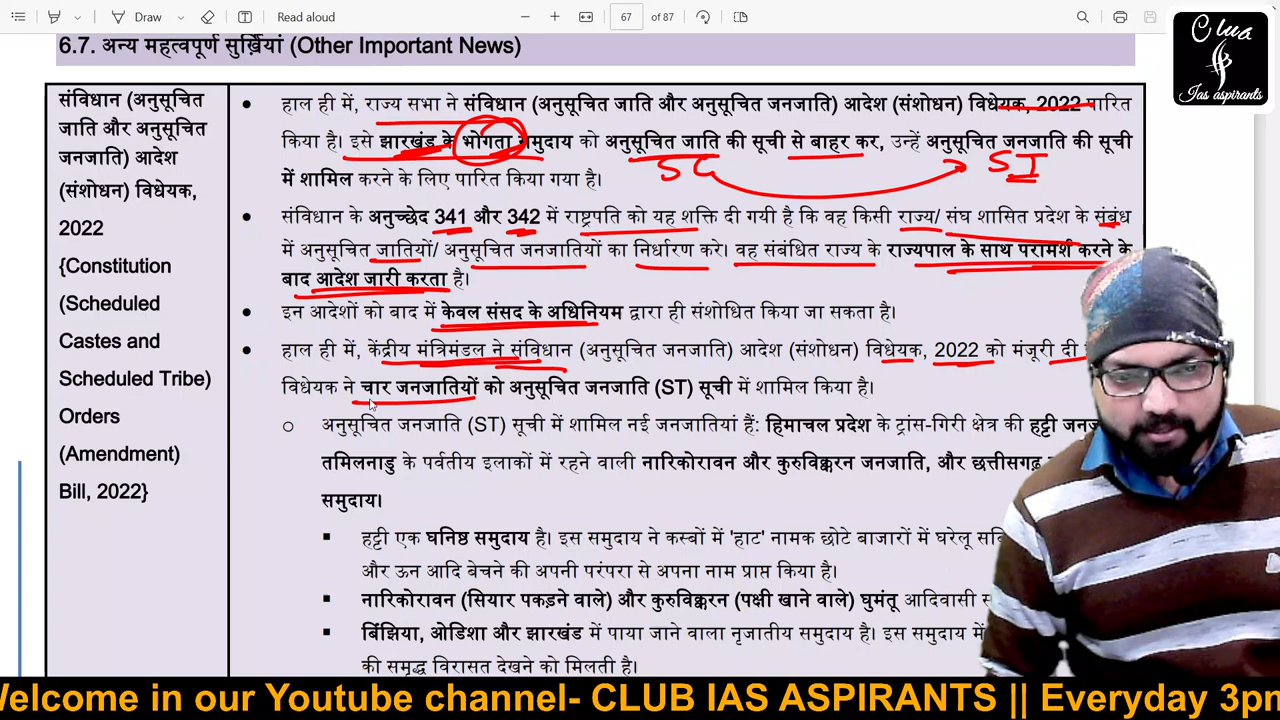 Draw
Read aloud
67
of 87
6.7. अन्य महत्वपूर्ण सुर्ख़ियां (Other Important News)
Club
Ias aspirants
संविधान (अनुसूचित
जाति और अनुसूचित
जनजाति) आदेश
(संशोधन) विधेयक,
2022
{Constitution
(Scheduled
Castes and
Scheduled Tribe)
Orders
(Amendment)
Bill, 2022}
• हाल ही में, राज्य सभा ने संविधान (अनुसूचित जाति और अनुसूचित जनजाति) आदेश (संशोधन) विधेयक, 2022 पारित
किया है। इसे झारखंड के भोगता समुदाय को अनुसूचित जाति की सूची से बाहर कर, उन्हें अनुसूचित जनजाति की सूची
SC ST
में शामिल करने के लिए पारित किया गया है।
• संविधान के अनुच्छेद 341 और 342 में राष्ट्रपति को यह शक्ति दी गयी है कि वह किसी राज्य/ संघ शासित प्रदेश के संबंध
में अनुसूचित जातियों/ अनुसूचित जनजातियों का निर्धारण करे। वह संबंधित राज्य के राज्यपाल के साथ परामर्श करने के
बाद आदेश जारी करता है।
• इन आदेशों को बाद में केवल संसद के अधिनियम द्वारा ही संशोधित किया जा सकता है।
• हाल ही में, केंद्रीय मंत्रिमंडल ने संविधान (अनुसूचित जनजाति) आदेश (संशोधन) विधेयक, 2022 को मंजूरी दी
विधेयक ने चार जनजातियों को अनुसूचित जनजाति (ST) सूची में शामिल किया है।
○ अनुसूचित जनजाति (ST) सूची में शामिल नई जनजातियां हैं: हिमाचल प्रदेश के ट्रांस-गिरी क्षेत्र की हट्टी
तमिलनाडु के पर्वतीय इलाकों में रहने वाली नारिकोरावन और कुरुविक्करन जनजाति, और छत्तीसगढ़
समुदाय।
▪ हट्टी एक घनिष्ठ समुदाय है। इस समुदाय ने कस्बों में 'हाट' नामक छोटे बाजारों में घरेलू
और ऊन आदि बेचने की अपनी परंपरा से अपना नाम प्राप्त किया है।
▪ नारिकोरावन (सियार पकड़ने वाले) और कुरुविक्करन (पक्षी खाने वाले) घुमंतू आदिवासी
▪ बिंझिया, ओडिशा और झारखंड में पाया जाने वाला नृजातीय समुदाय है। इस समुदाय में
की समृद्ध विरासत देखने को मिलती है।
Welcome in our Youtube channel- CLUB IAS ASPIRANTS || Everyday 3pm